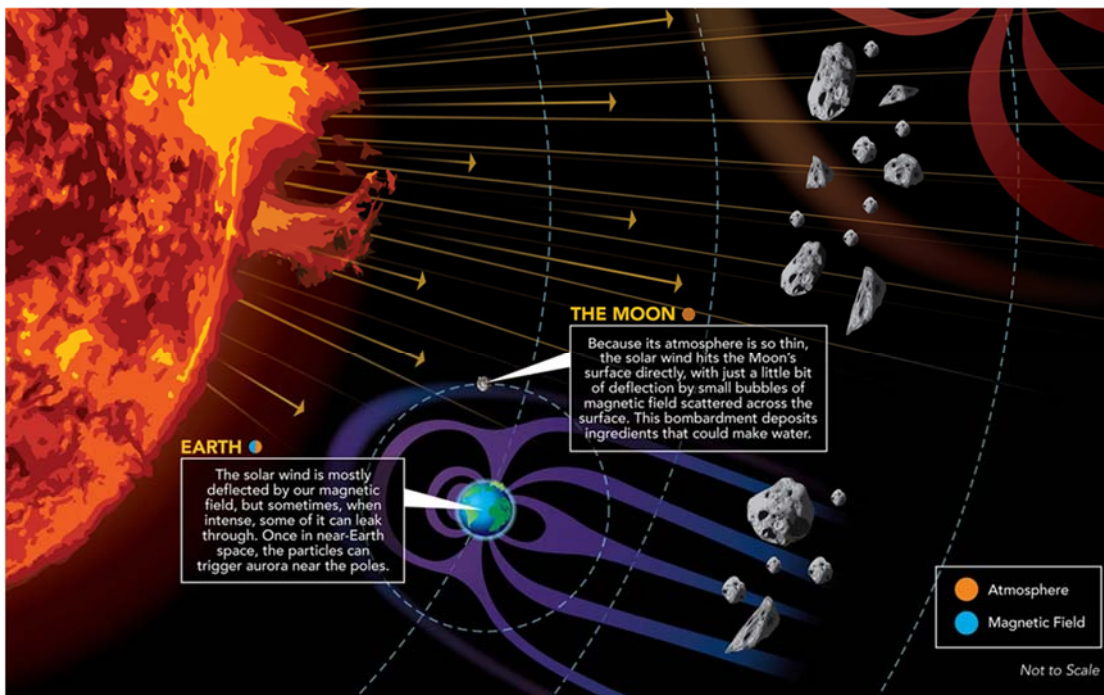 THE MOON
Because its atmosphere is so thin,
the solar wind hits the Moon's
surface directly, with just a little bit
of deflection by small bubbles of
magnetic field scattered across the
surface. This bombardment deposits
ingredients that could make water.
EARTH
The solar wind is mostly
deflected by our magnetic
field, but sometimes, when
intense, some of it can leak
through. Once in near-Earth
space, the particles can
trigger aurora near the poles.
Atmosphere
Magnetic Field
Not to Scale